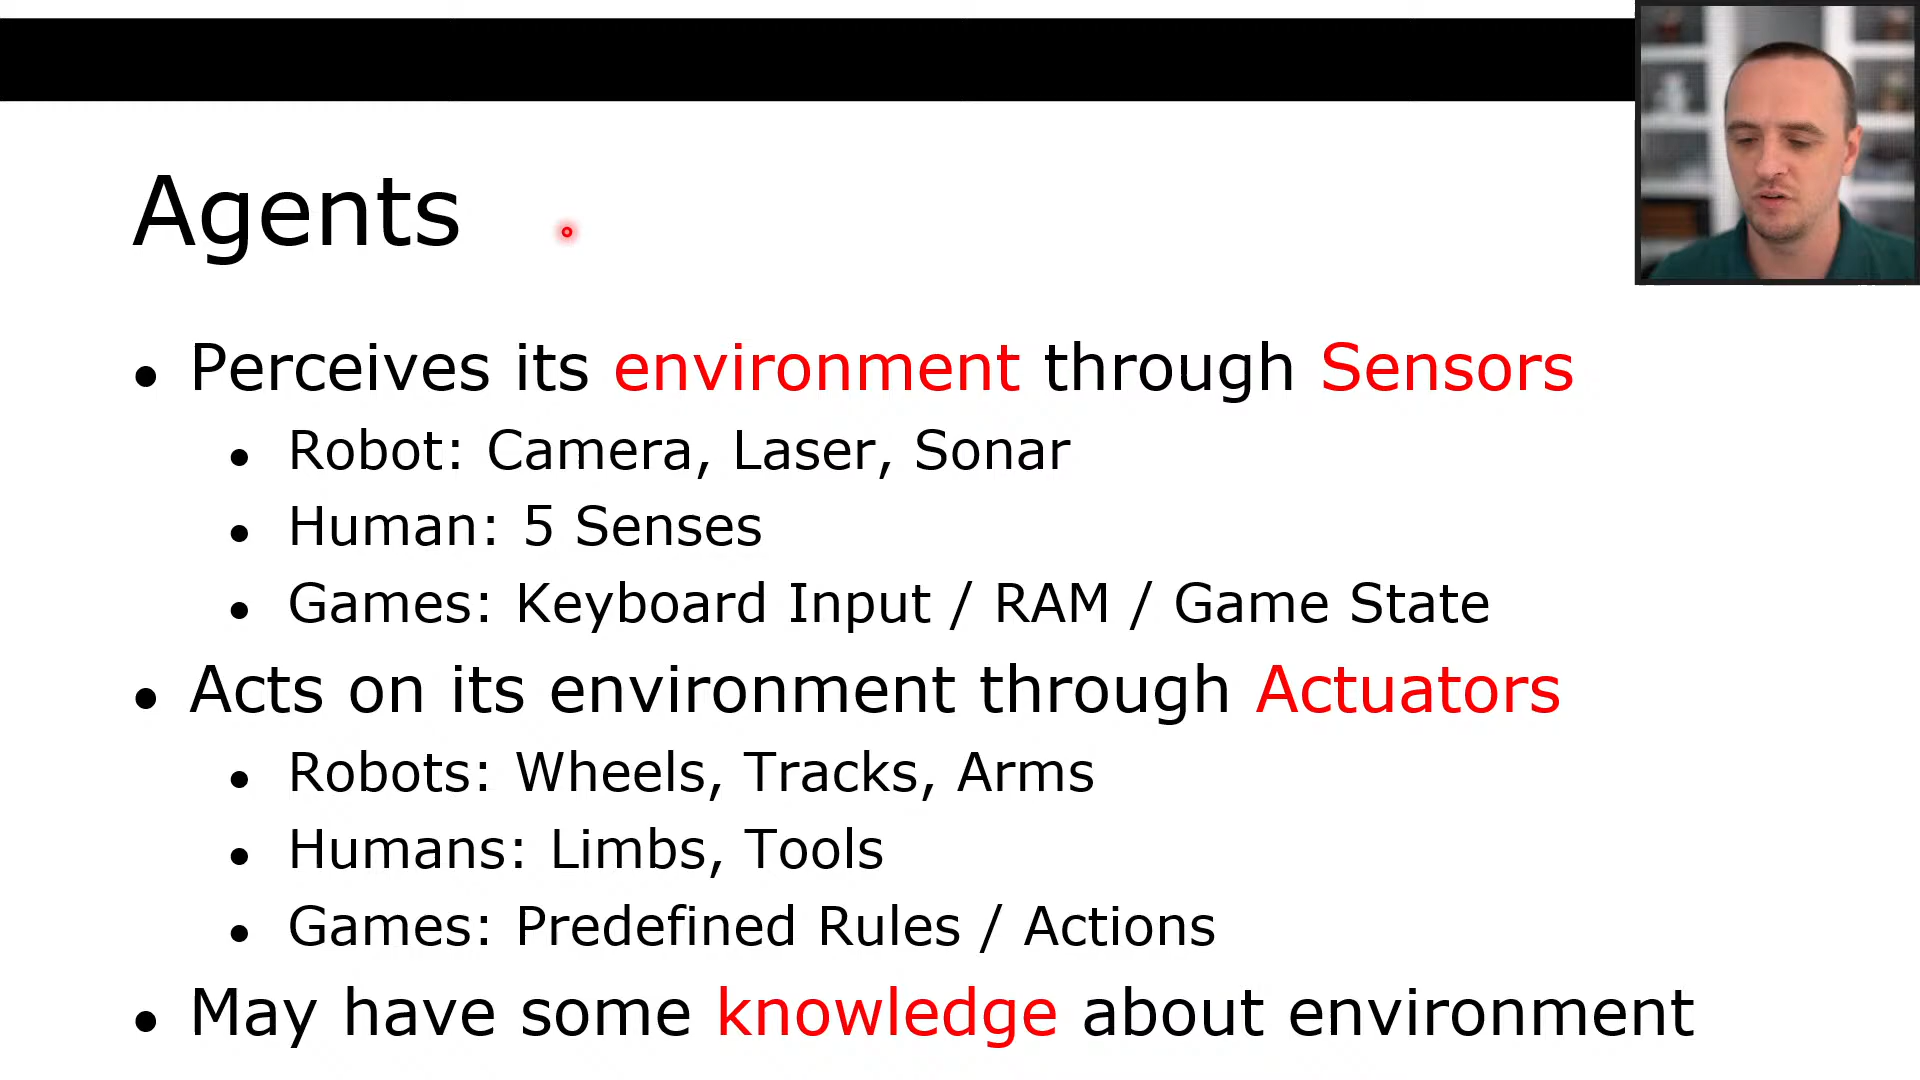 Agents
Perceives its environment through Sensors
Robot: Camera, Laser, Sonar
Human: 5 Senses
Games: Keyboard Input / RAM / Game State
Acts on its environment through Actuators
Robots: Wheels, Tracks, Arms
Humans: Limbs, Tools
Games: Predefined Rules / Actions
May have some knowledge about environment